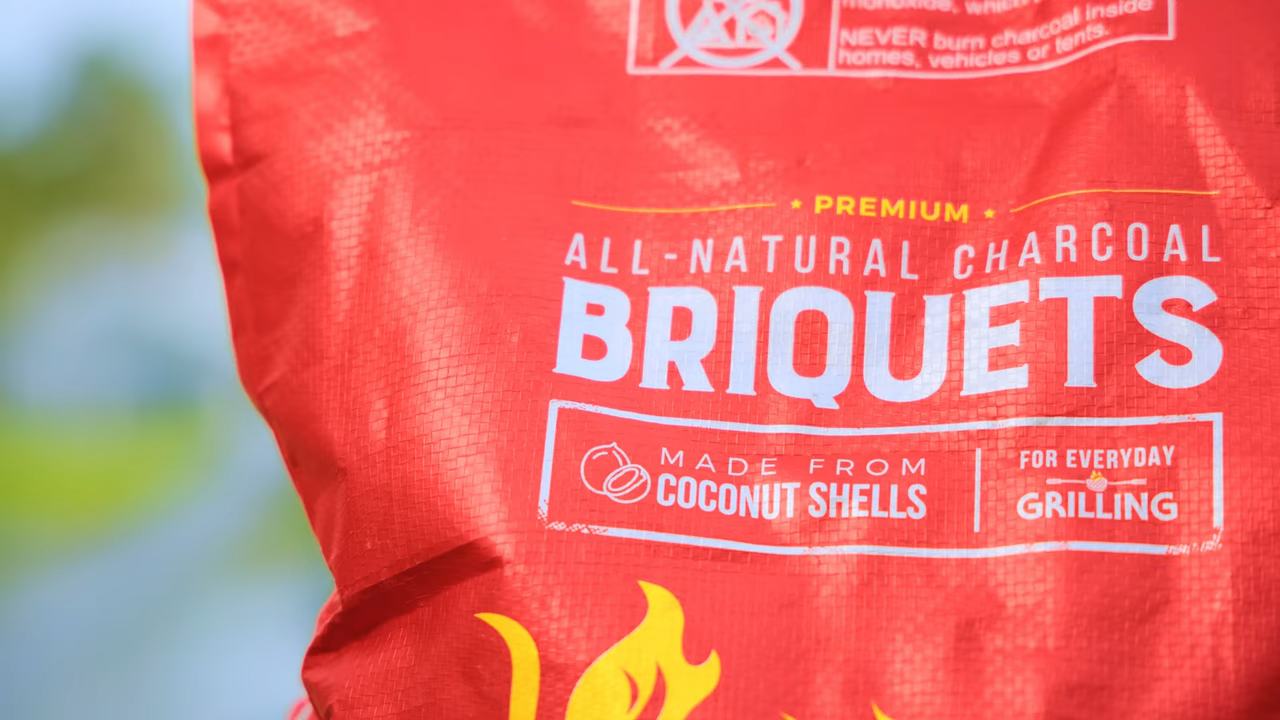 monoxide, which
NEVER burn charcoal inside
homes, vehicles or tents.
PREMIUM
ALL-NATURAL CHARCOAL
BRIQUETS
MADE FROM
COCONUT SHELLS
FOR EVERYDAY
GRILLING